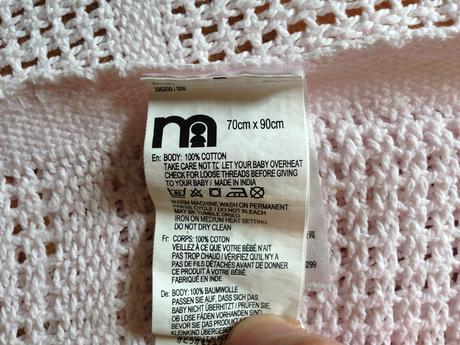 390205 / 006
m
70cm x 90cm
En: BODY: 100% COTTON
TAKE CARE NOT TO LET YOUR BABY OVERHEAT
CHECK FOR LOOSE THREADS BEFORE GIVING
TO YOUR BABY / MADE IN INDIA
WARM MACHINE WASH ON PERMANENT
PRESS CYCLE / DO NOT BLEACH
MAY BE TUMBLE DRIED
IRON ON MEDIUM HEAT SETTING
DO NOT DRY CLEAN
Fr: CORPS: 100% COTON
VEILLEZ À CE QUE VOTRE BÉBÉ N'AIT
PAS TROP CHAUD / VÉRIFIEZ QU'IL N'Y A
PAS DE FILS DÉTACHÉS AVANT DE DONNER
CE PRODUIT À VOTRE BÉBÉ.
FABRIQUÉ EN INDE
299
De: BODY: 100% BAUMWOLLE
PASSEN SIE AUF, DASS SICH DAS
BABY NICHT ÜBERHITZT / PRÜFEN SIE,
OB LOSE FÄDEN VORHANDEN SIND
BEVOR SIE DAS PRODUKT